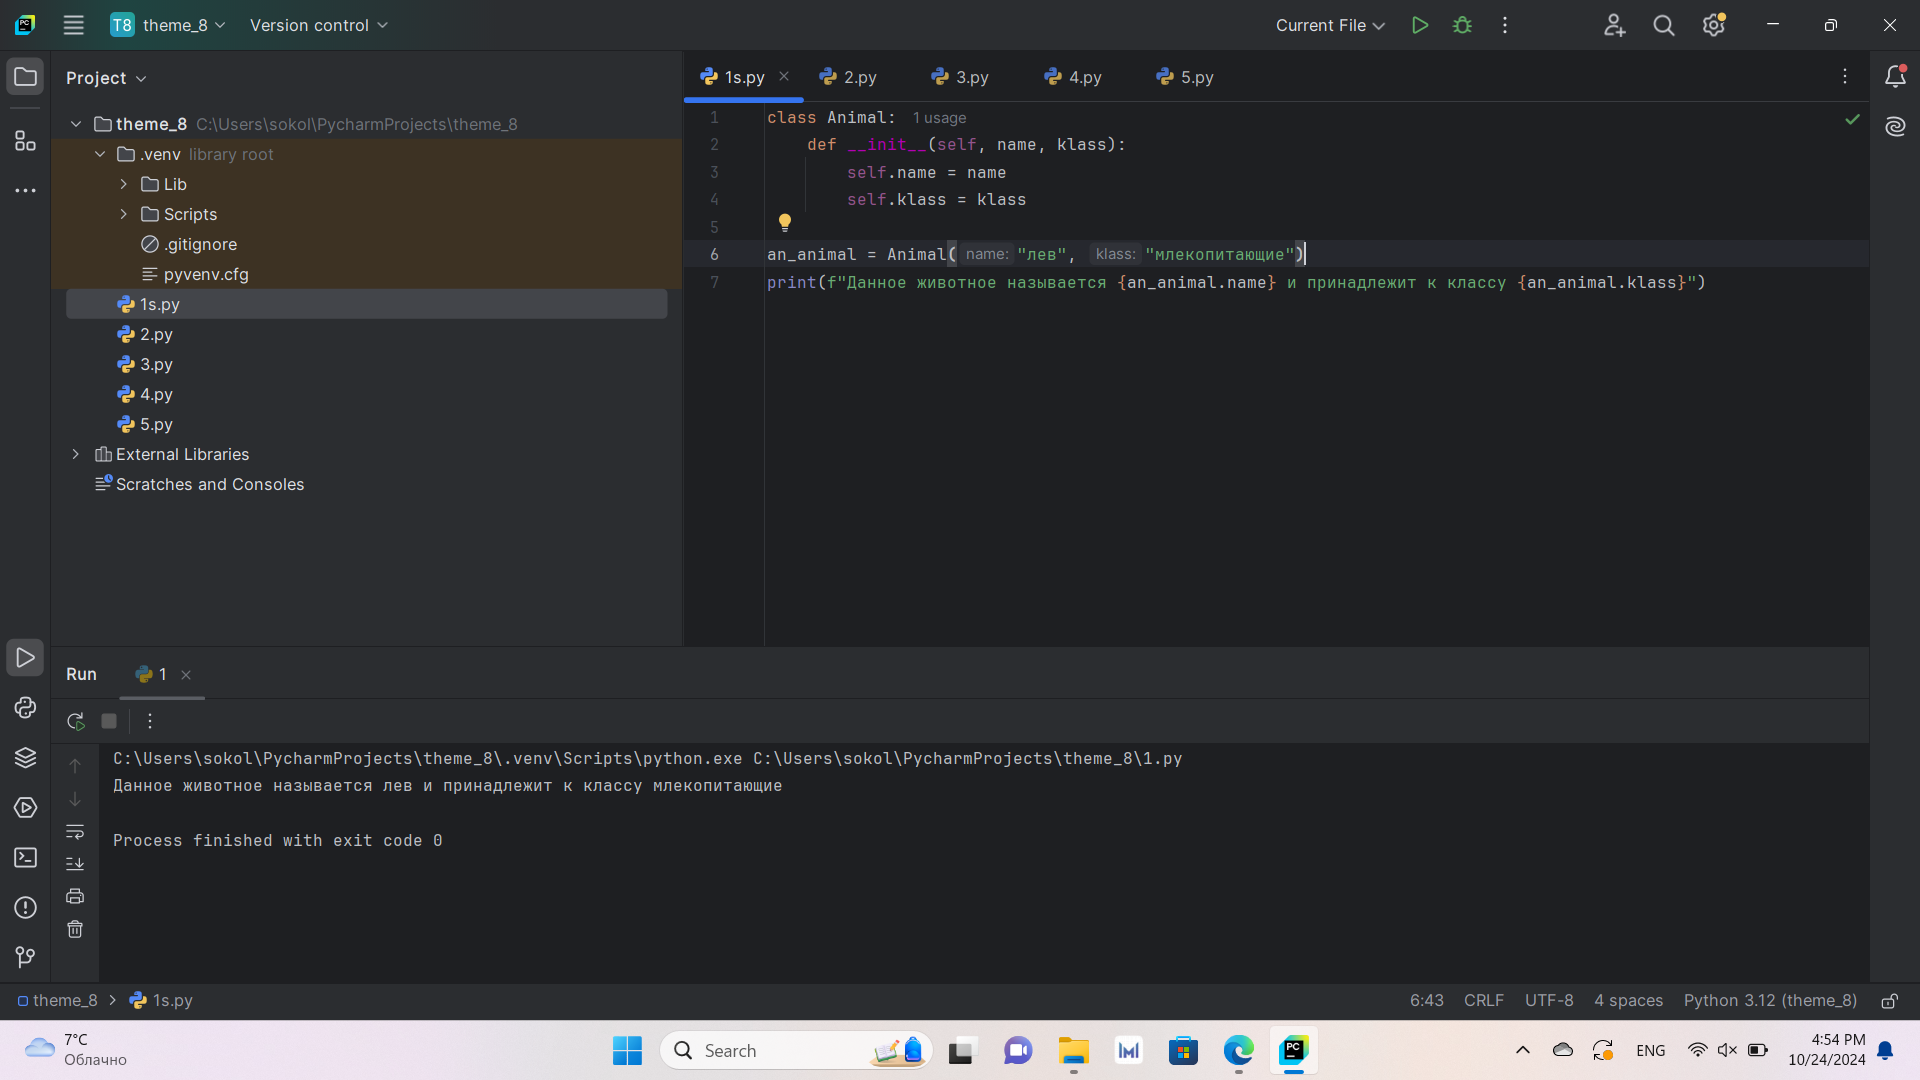 T8 theme_8 Version control Current File
Project
theme_8 C:\Users\sokol\PycharmProjects\theme_8
.venv library root
Lib
Scripts
.gitignore
pyvenv.cfg
1s.py
2.py
3.py
4.py
5.py
External Libraries
Scratches and Consoles
1s.py 2.py 3.py 4.py 5.py
1 class Animal: 1 usage
2 def __init__(self, name, klass):
3 self.name = name
4 self.klass = klass
5
6 an_animal = Animal( name: "лев", klass: "млекопитающие")
7 print(f"Данное животное называется {an_animal.name} и принадлежит к классу {an_animal.klass}")
Run 1
C:\Users\sokol\PycharmProjects\theme_8\.venv\Scripts\python.exe C:\Users\sokol\PycharmProjects\theme_8\1.py
Данное животное называется лев и принадлежит к классу млекопитающие
Process finished with exit code 0
theme_8 1s.py 6:43 CRLF UTF-8 4 spaces Python 3.12 (theme_8)
7°C
Облачно
Search
PC
ENG
4:54 PM
10/24/2024